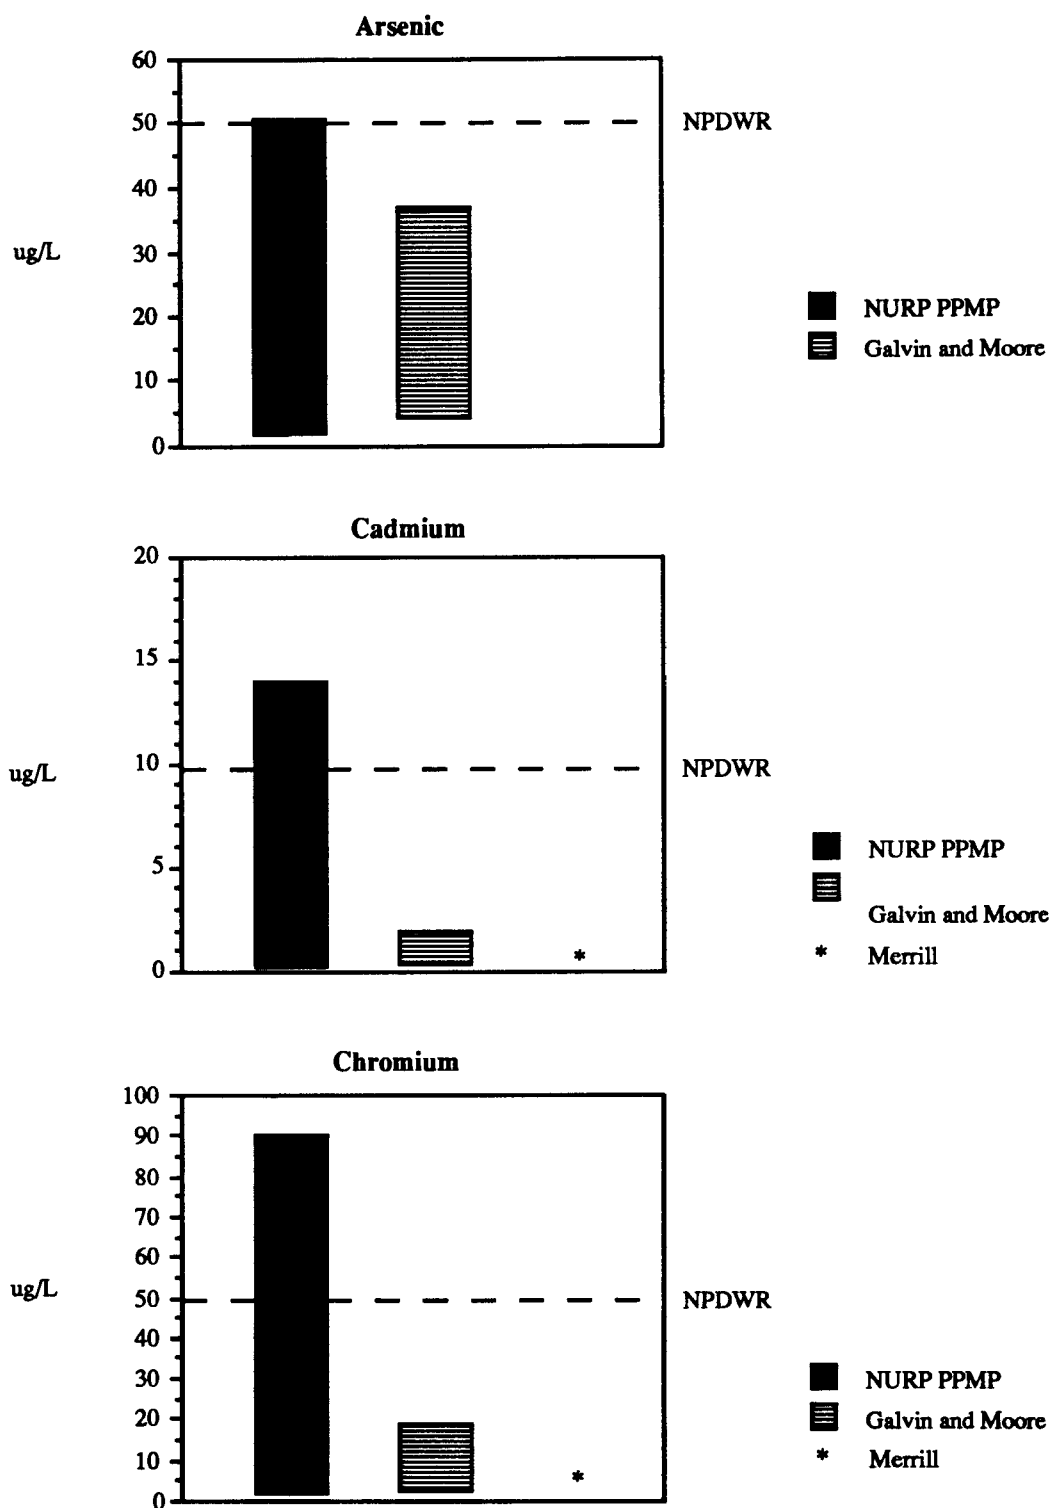 Arsenic
60
50
NPDWR
40
ug/L
30
NURP PPMP
20
Galvin and Moore
10
0
Cadmium
20
15
ug/L
10
NPDWR
NURP PPMP
5
Galvin and Moore
* Merrill
0
*
Chromium
100
90
80
70
60
ug/L
50
NPDWR
40
30
NURP PPMP
20
Galvin and Moore
10
* Merrill
*
0